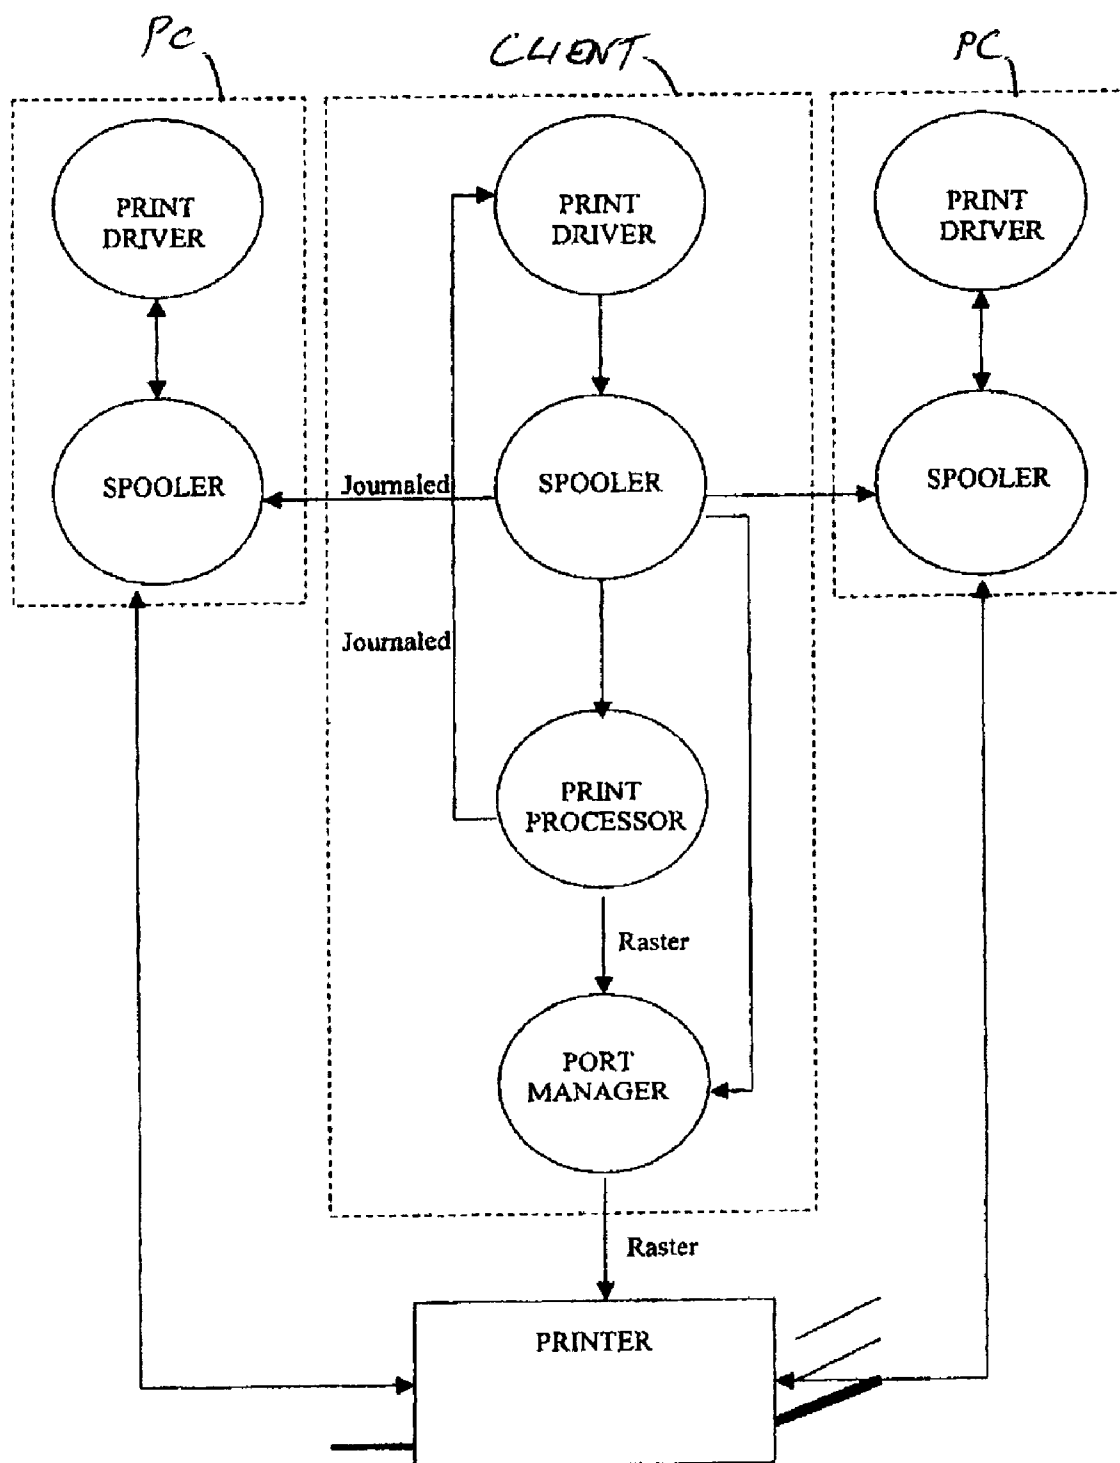 PC
CLIENT
PC
PRINT
DRIVER
PRINT
DRIVER
PRINT
DRIVER
SPOOLER
Journaled
SPOOLER
SPOOLER
Journaled
PRINT
PROCESSOR
Raster
PORT
MANAGER
Raster
PRINTER